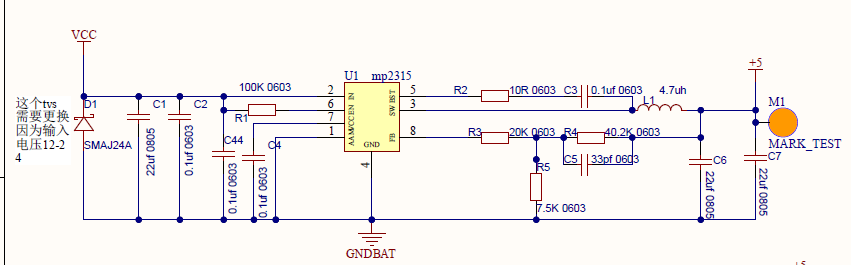 VCC
+5
这个tvs
需要更换
因为输入
电压12-2
4
D1
SMAJ24A
C1
22uf 0805
C2
0.1uf 0603
100K 0603
R1
C44
0.1uf 0603
C4
0.1uf 0603
U1 mp2315
2
6
7
1
IN
EN
AAM/CC
BST
SW
FB
GND
5
3
8
4
R2
10R 0603
C3
0.1uf 0603
L1
4.7uh
R3
20K 0603
R4
40.2K 0603
C5
33pf 0603
R5
7.5K 0603
C6
22uf 0805
C7
22uf 0805
M1
MARK_TEST
GNDBAT
+5